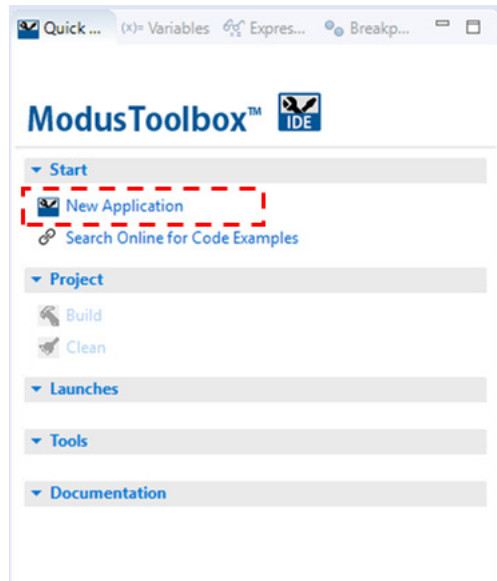 Quick ... (x)= Variables Expres... Breakp...
ModusToolbox™ IDE
Start
New Application
Search Online for Code Examples
Project
Build
Clean
Launches
Tools
Documentation